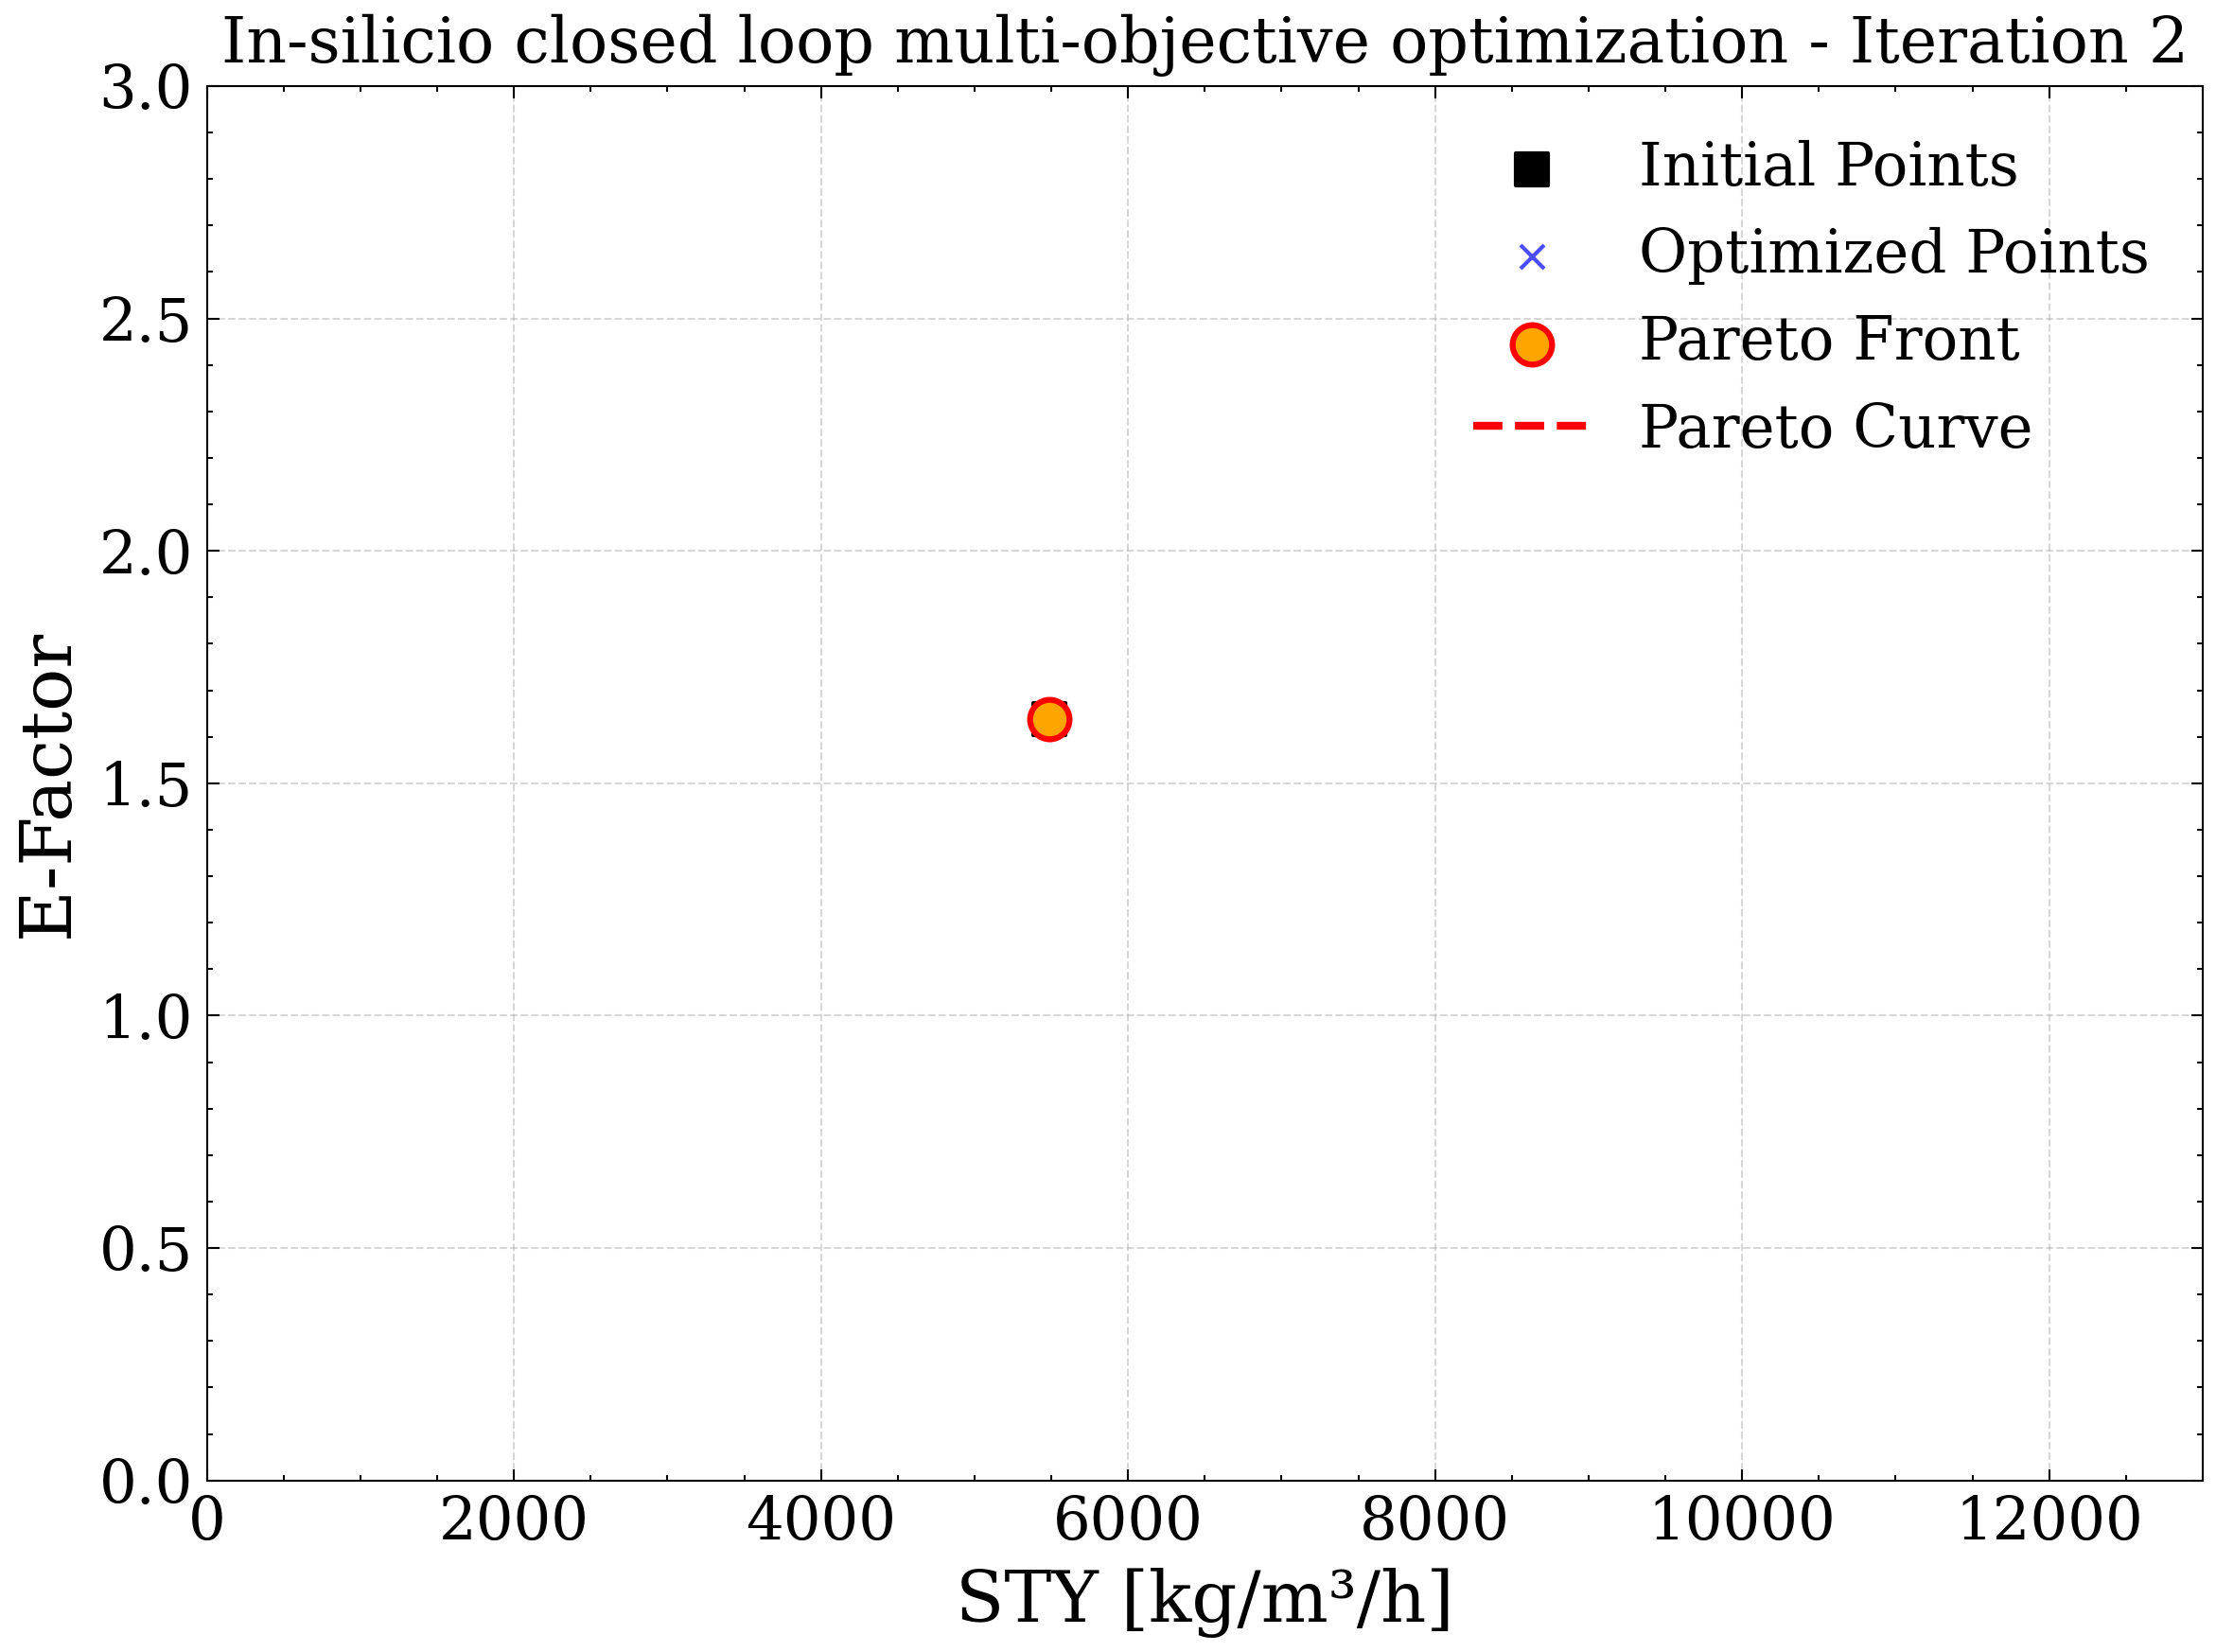 In-silicio closed loop multi-objective optimization - Iteration 2
3.0
2.5
2.0
1.5
1.0
0.5
0.0
E-Factor
Initial Points
Optimized Points
Pareto Front
Pareto Curve
0 2000 4000 6000 8000 10000 12000
STY [kg/m³/h]